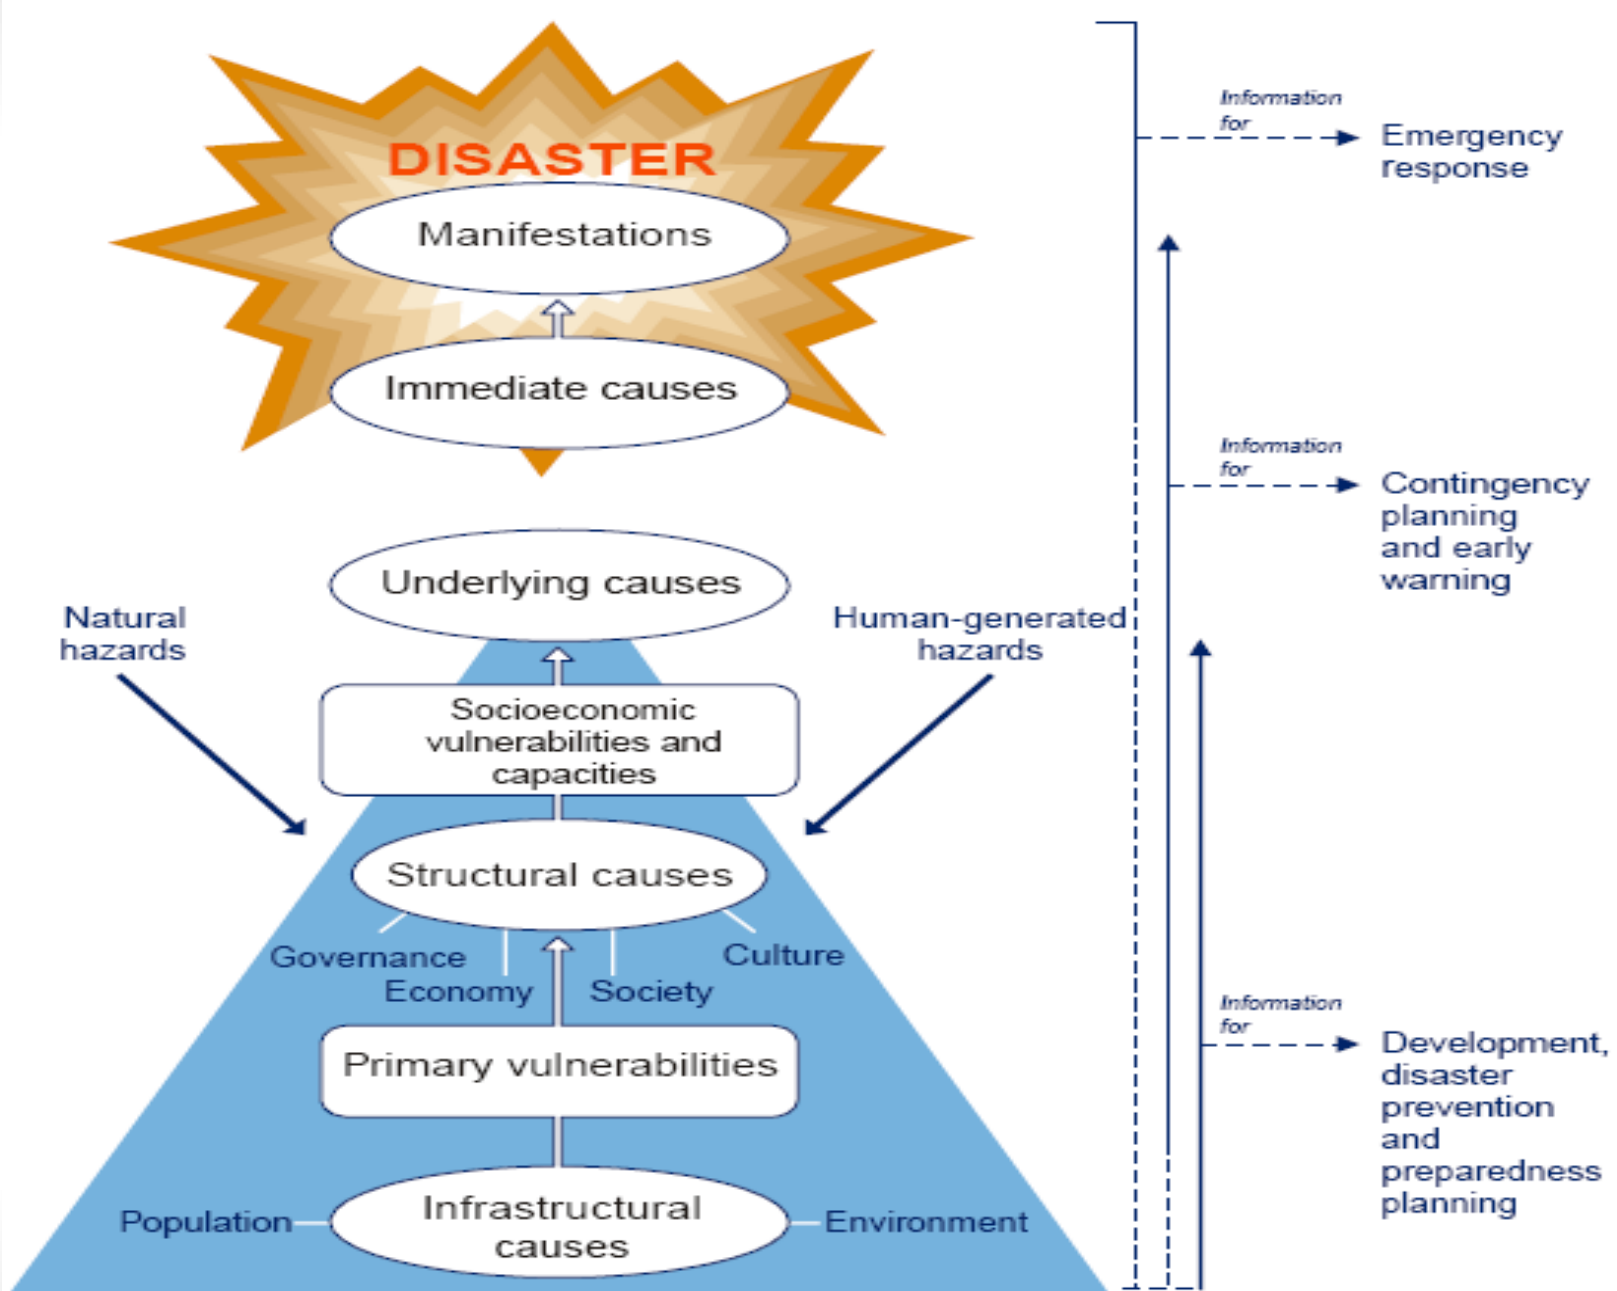 DISASTER
Manifestations
Immediate causes
Underlying causes
Natural
hazards
Human-generated
hazards
Socioeconomic
vulnerabilities and
capacities
Structural causes
Governance
Economy
Society
Culture
Primary vulnerabilities
Infrastructural
causes
Population
Environment
Information
for
Emergency
response
Information
for
Contingency
planning
and early
warning
Information
for
Development,
disaster
prevention
and
preparedness
planning